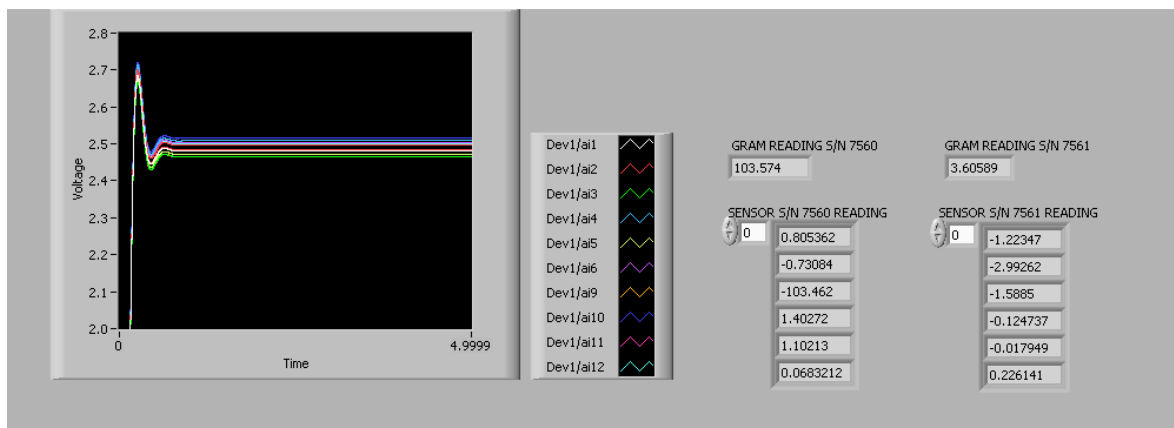 2.8
2.7
2.6
2.5
2.4
2.3
2.2
2.1
2.0
Voltage
0
4.9999
Time
Dev1/ai1
Dev1/ai2
Dev1/ai3
Dev1/ai4
Dev1/ai5
Dev1/ai6
Dev1/ai9
Dev1/ai10
Dev1/ai11
Dev1/ai12
GRAM READING S/N 7560
103.574
SENSOR S/N 7560 READING
0
0.805362
-0.73084
-103.462
1.40272
1.10213
0.0683212
GRAM READING S/N 7561
3.60589
SENSOR S/N 7561 READING
0
-1.22347
-2.99262
-1.5885
-0.124737
-0.017949
0.226141